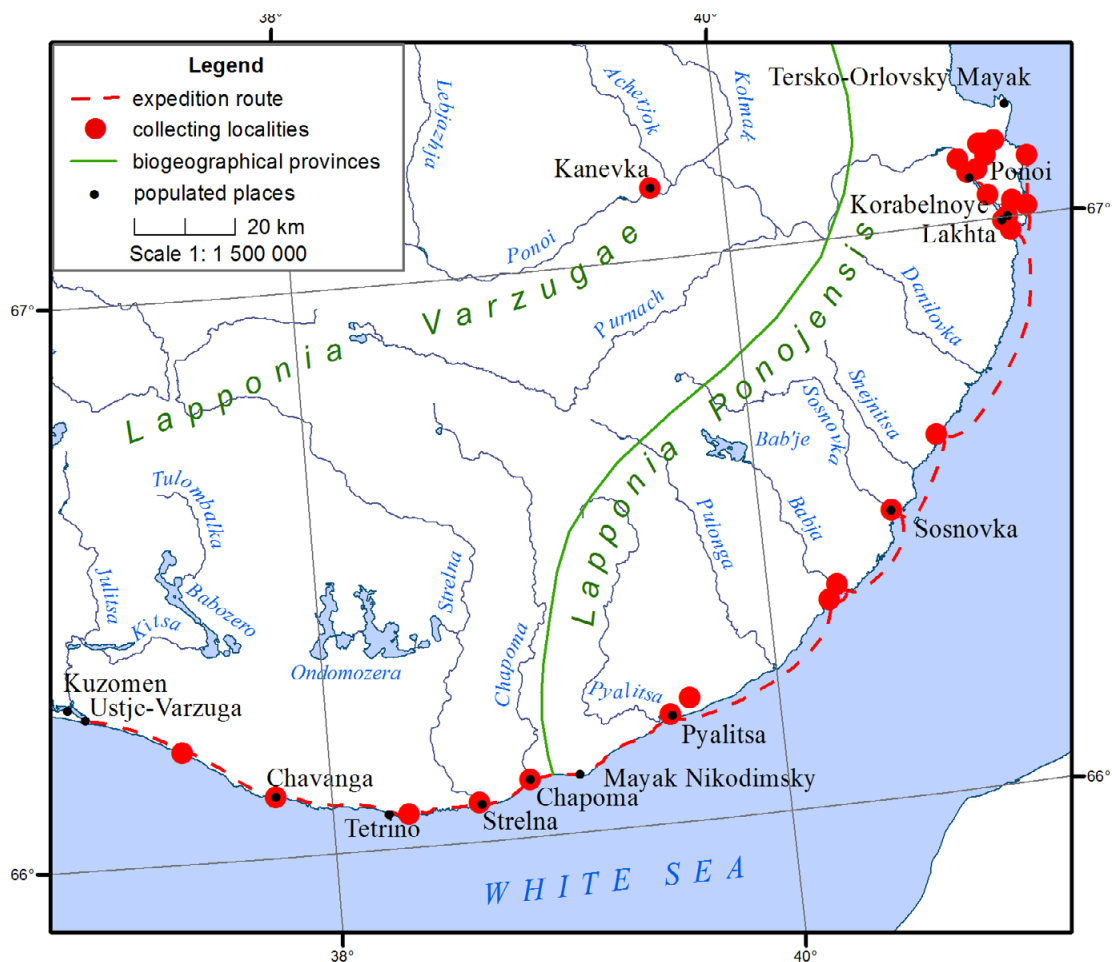 38°
40°
Legend
expedition route
collecting localities
biogeographical provinces
populated places
20 km
Scale 1: 1 500 000
Lebjazhja
Acherjok
Kolmak
Tersko-Orlovsky Mayak
Kanevka
Ponoi
Korabelnoye
67°
Lakhta
Ponoi
Lapponia Varzugae
Purnach
Danilovka
67°
Lapponia Ponojensis
Snejnitsa
Sosnovka
Bab'je
Tulombalka
Babja
Sosnovka
Pulonga
Strelna
Julitsa
Babozero
Kitsa
Ondomozera
Chapoma
Pyalitsa
Kuzomen
Ustje-Varzuga
Pyalitsa
Chavanga
Mayak Nikodimsky
Chapoma
66°
Tetrino
Strelna
WHITE SEA
66°
38°
40°